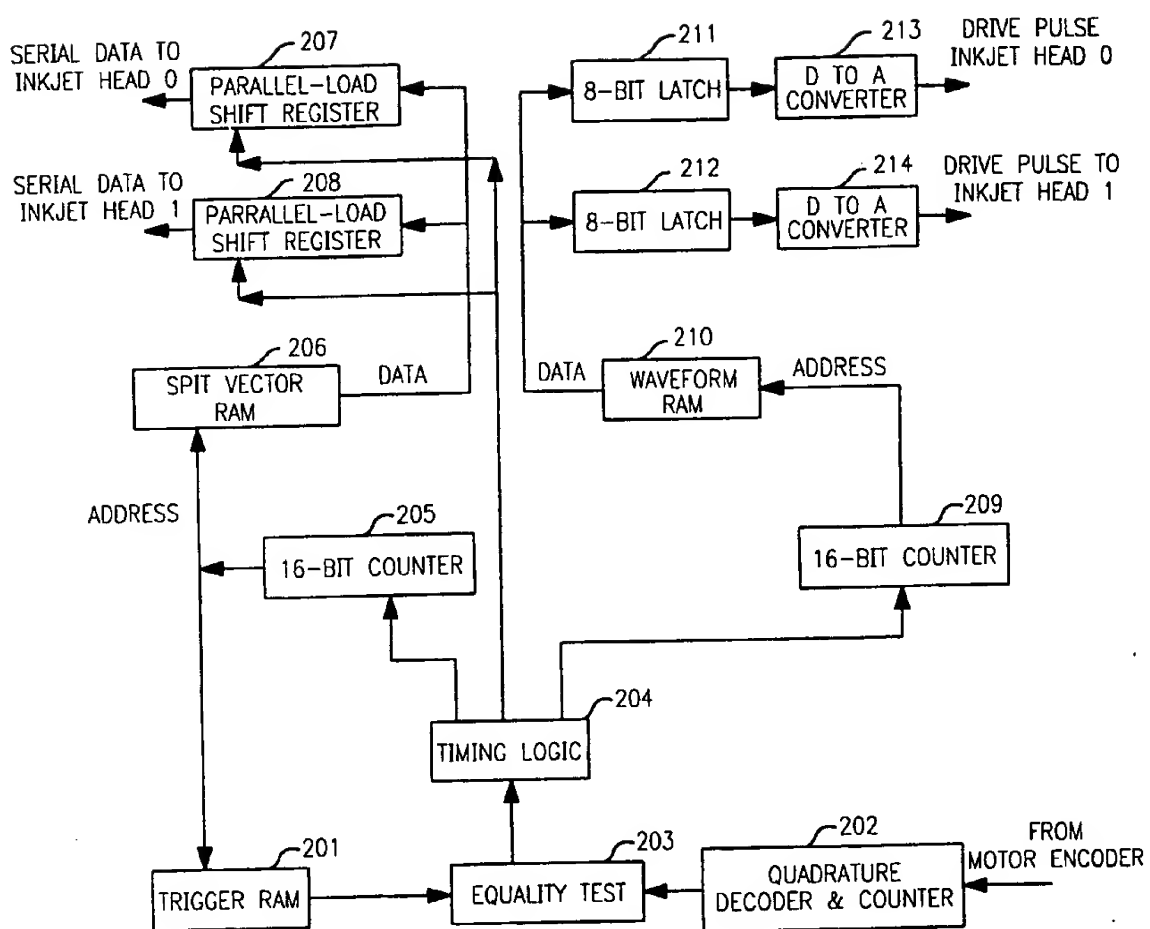 SERIAL DATA TO
INKJET HEAD 0
207
PARALLEL-LOAD
SHIFT REGISTER
211
8-BIT LATCH
213
D TO A
CONVERTER
DRIVE PULSE
INKJET HEAD 0
SERIAL DATA TO
INKJET HEAD 1
208
PARRALLEL-LOAD
SHIFT REGISTER
212
8-BIT LATCH
214
D TO A
CONVERTER
DRIVE PULSE TO
INKJET HEAD 1
206
SPIT VECTOR
RAM
DATA
DATA
210
WAVEFORM
RAM
ADDRESS
ADDRESS
205
16-BIT COUNTER
209
16-BIT COUNTER
204
TIMING LOGIC
201
TRIGGER RAM
203
EQUALITY TEST
202
QUADRATURE
DECODER & COUNTER
FROM
MOTOR ENCODER